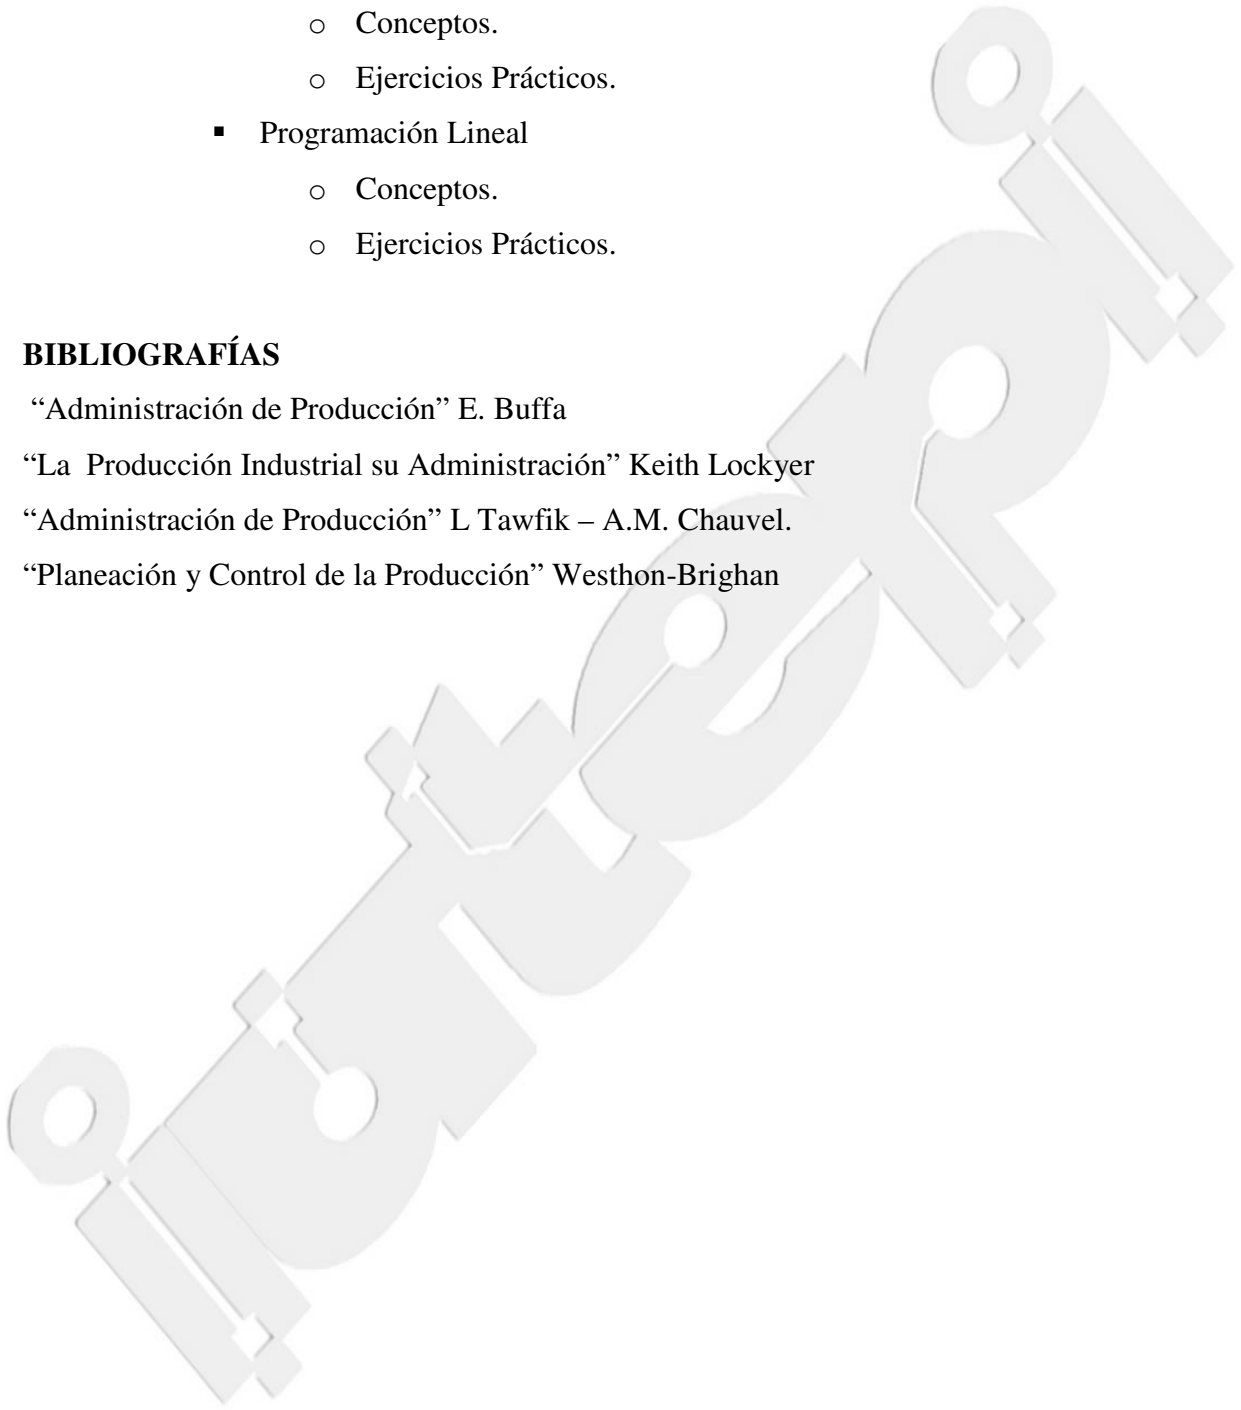 o Conceptos.
o Ejercicios Prácticos.
▪ Programación Lineal
o Conceptos.
o Ejercicios Prácticos.
BIBLIOGRAFÍAS
“Administración de Producción” E. Buffa
“La Producción Industrial su Administración” Keith Lockyer
“Administración de Producción” L Tawfik – A.M. Chauvel.
“Planeación y Control de la Producción” Westhon-Brighan
iutepi